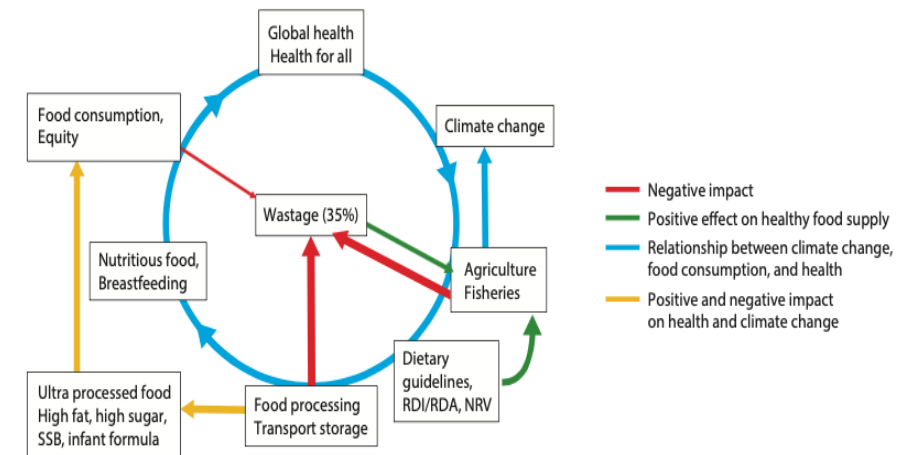 Global health
Health for all
Food consumption,
Equity
Climate change
Wastage (35%)
Nutritious food,
Breastfeeding
Agriculture
Fisheries
Dietary
guidelines,
RDI/RDA, NRV
Ultra processed food
High fat, high sugar,
SSB, infant formula
Food processing
Transport storage
Negative impact
Positive effect on healthy food supply
Relationship between climate change,
food consumption, and health
Positive and negative impact
on health and climate change